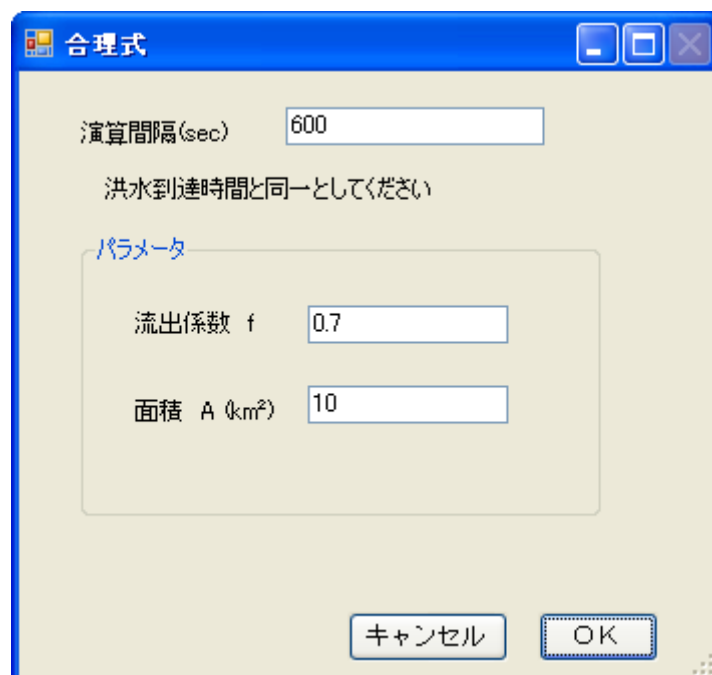 合理式
演算間隔(sec) 600
洪水到達時間と同一としてください
パラメータ
流出係数 f 0.7
面積 A (km²) 10
キャンセル OK